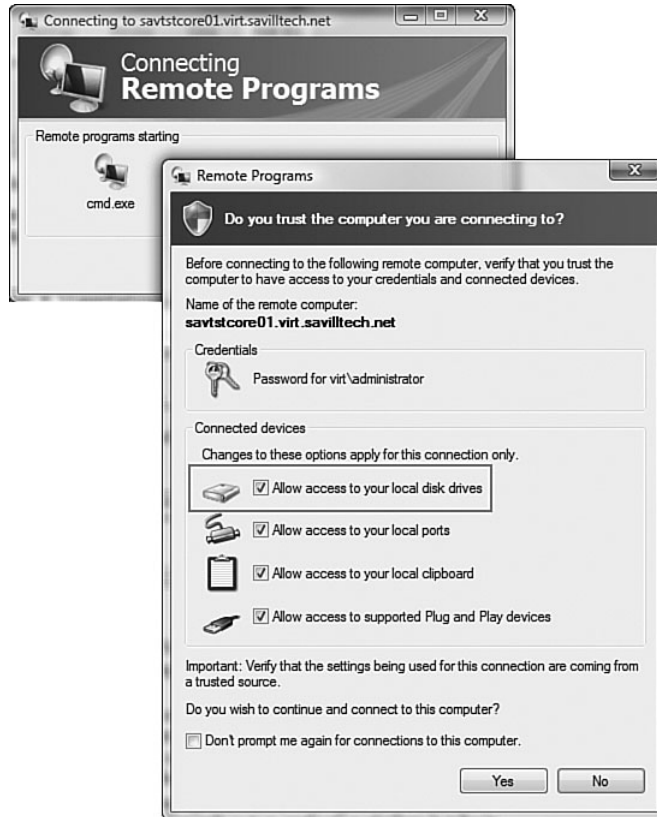 Connecting to savtstcore01.virt.savilltech.net
Connecting
Remote Programs
Remote programs starting
cmd.exe
Remote Programs
Do you trust the computer you are connecting to?
Before connecting to the following remote computer, verify that you trust the
computer to have access to your credentials and connected devices.
Name of the remote computer:
savtstcore01.virt.savilltech.net
Credentials
Password for virt\administrator
Connected devices
Changes to these options apply for this connection only.
Allow access to your local disk drives
Allow access to your local ports
Allow access to your local clipboard
Allow access to supported Plug and Play devices
Important: Verify that the settings being used for this connection are coming from
a trusted source.
Do you wish to continue and connect to this computer?
Don't prompt me again for connections to this computer.
Yes
No